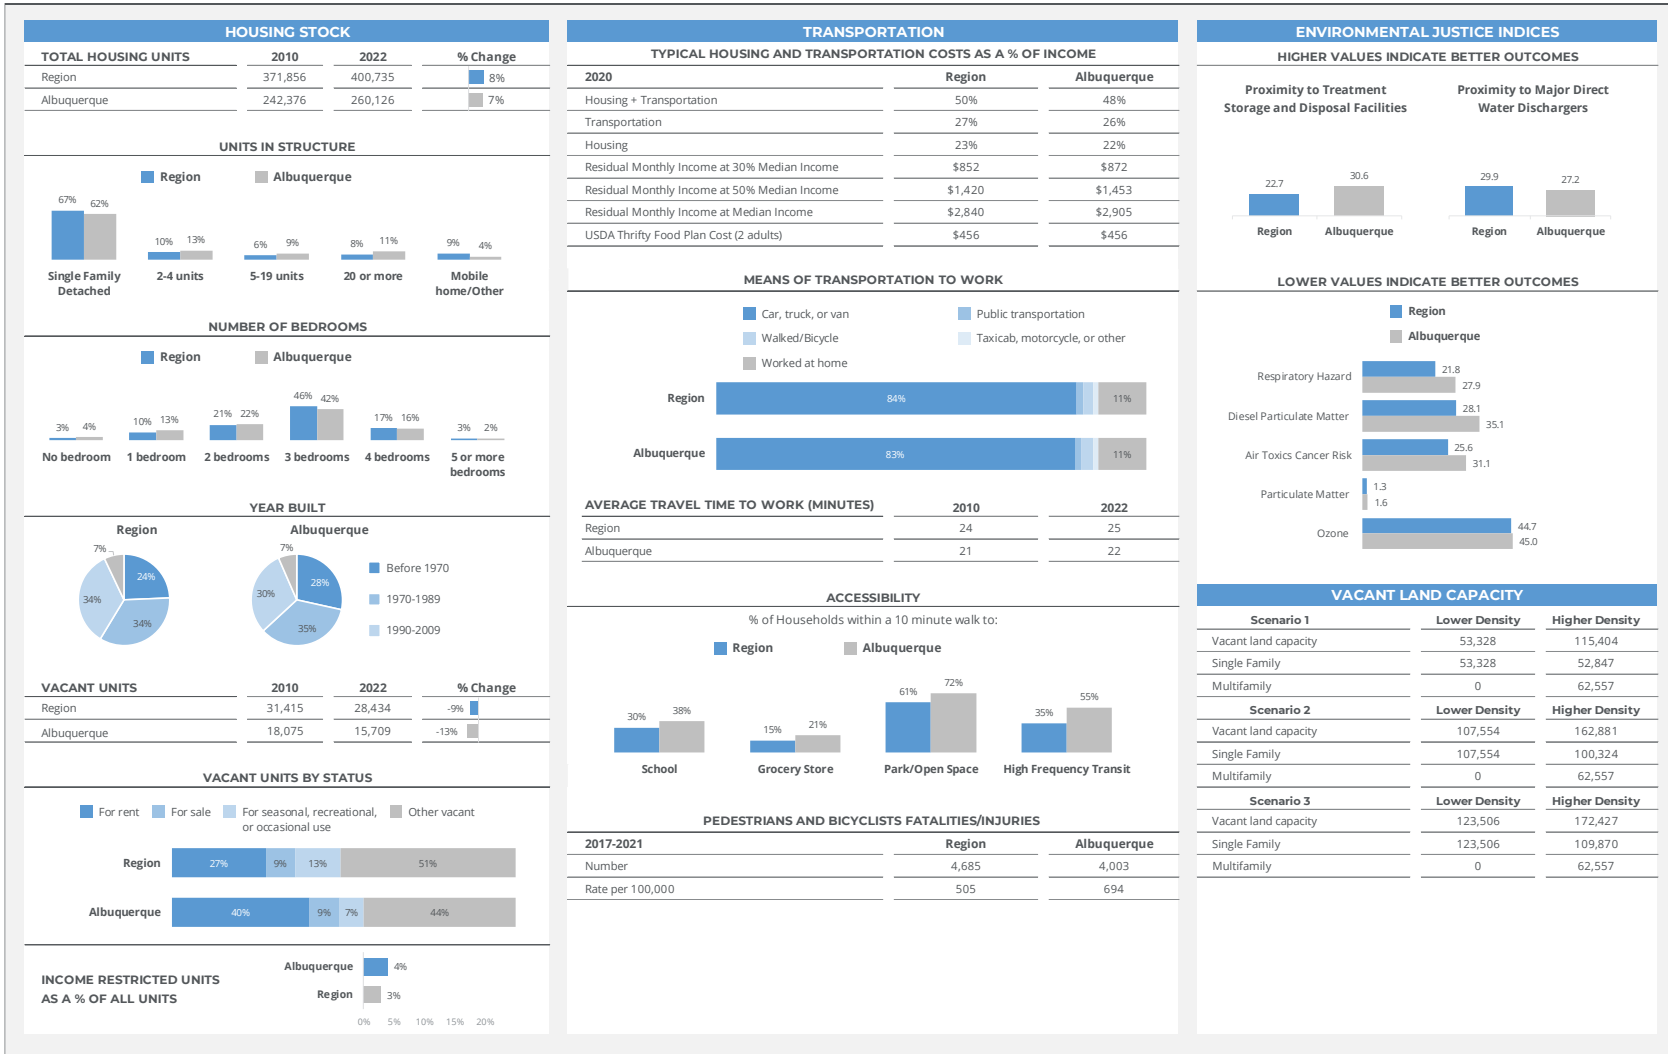 HOUSING STOCK
TOTAL HOUSING UNITS 2010 2022 % Change
Region 371,856 400,735 8%
Albuquerque 242,376 260,126 7%
UNITS IN STRUCTURE
Region Albuquerque
67% 62% 10% 13% 6% 9% 8% 11% 9% 4%
Single Family Detached 2-4 units 5-19 units 20 or more Mobile home/Other
NUMBER OF BEDROOMS
Region Albuquerque
3% 4% 10% 13% 21% 22% 46% 42% 17% 16% 3% 2%
No bedroom 1 bedroom 2 bedrooms 3 bedrooms 4 bedrooms 5 or more bedrooms
YEAR BUILT
Region Albuquerque
7% 24% 34% 34%
7% 28% 30% 35%
Before 1970
1970-1989
1990-2009
VACANT UNITS 2010 2022 % Change
Region 31,415 28,434 -9%
Albuquerque 18,075 15,709 -13%
VACANT UNITS BY STATUS
For rent For sale For seasonal, recreational, or occasional use Other vacant
Region 27% 9% 13% 51%
Albuquerque 40% 9% 7% 44%
INCOME RESTRICTED UNITS
AS A % OF ALL UNITS
Albuquerque 4%
Region 3%
0% 5% 10% 15% 20%
TRANSPORTATION
TYPICAL HOUSING AND TRANSPORTATION COSTS AS A % OF INCOME
2020 Region Albuquerque
Housing + Transportation 50% 48%
Transportation 27% 26%
Housing 23% 22%
Residual Monthly Income at 30% Median Income $852 $872
Residual Monthly Income at 50% Median Income $1,420 $1,453
Residual Monthly Income at Median Income $2,840 $2,905
USDA Thrifty Food Plan Cost (2 adults) $456 $456
MEANS OF TRANSPORTATION TO WORK
Car, truck, or van Public transportation
Walked/Bicycle Taxicab, motorcycle, or other
Worked at home
Region 84% 11%
Albuquerque 83% 11%
AVERAGE TRAVEL TIME TO WORK (MINUTES) 2010 2022
Region 24 25
Albuquerque 21 22
ACCESSIBILITY
% of Households within a 10 minute walk to:
Region Albuquerque
30% 38% 15% 21% 61% 72% 35% 55%
School Grocery Store Park/Open Space High Frequency Transit
PEDESTRIANS AND BICYCLISTS FATALITIES/INJURIES
2017-2021 Region Albuquerque
Number 4,685 4,003
Rate per 100,000 505 694
ENVIRONMENTAL JUSTICE INDICES
HIGHER VALUES INDICATE BETTER OUTCOMES
Proximity to Treatment Storage and Disposal Facilities
22.7 30.6
Region Albuquerque
Proximity to Major Direct Water Dischargers
29.9 27.2
Region Albuquerque
LOWER VALUES INDICATE BETTER OUTCOMES
Region
Albuquerque
Respiratory Hazard 21.8 27.9
Diesel Particulate Matter 28.1 35.1
Air Toxics Cancer Risk 25.6 31.1
Particulate Matter 1.3 1.6
Ozone 44.7 45.0
VACANT LAND CAPACITY
Scenario 1 Lower Density Higher Density
Vacant land capacity 53,328 115,404
Single Family 53,328 52,847
Multifamily 0 62,557
Scenario 2 Lower Density Higher Density
Vacant land capacity 107,554 162,881
Single Family 107,554 100,324
Multifamily 0 62,557
Scenario 3 Lower Density Higher Density
Vacant land capacity 123,506 172,427
Single Family 123,506 109,870
Multifamily 0 62,557